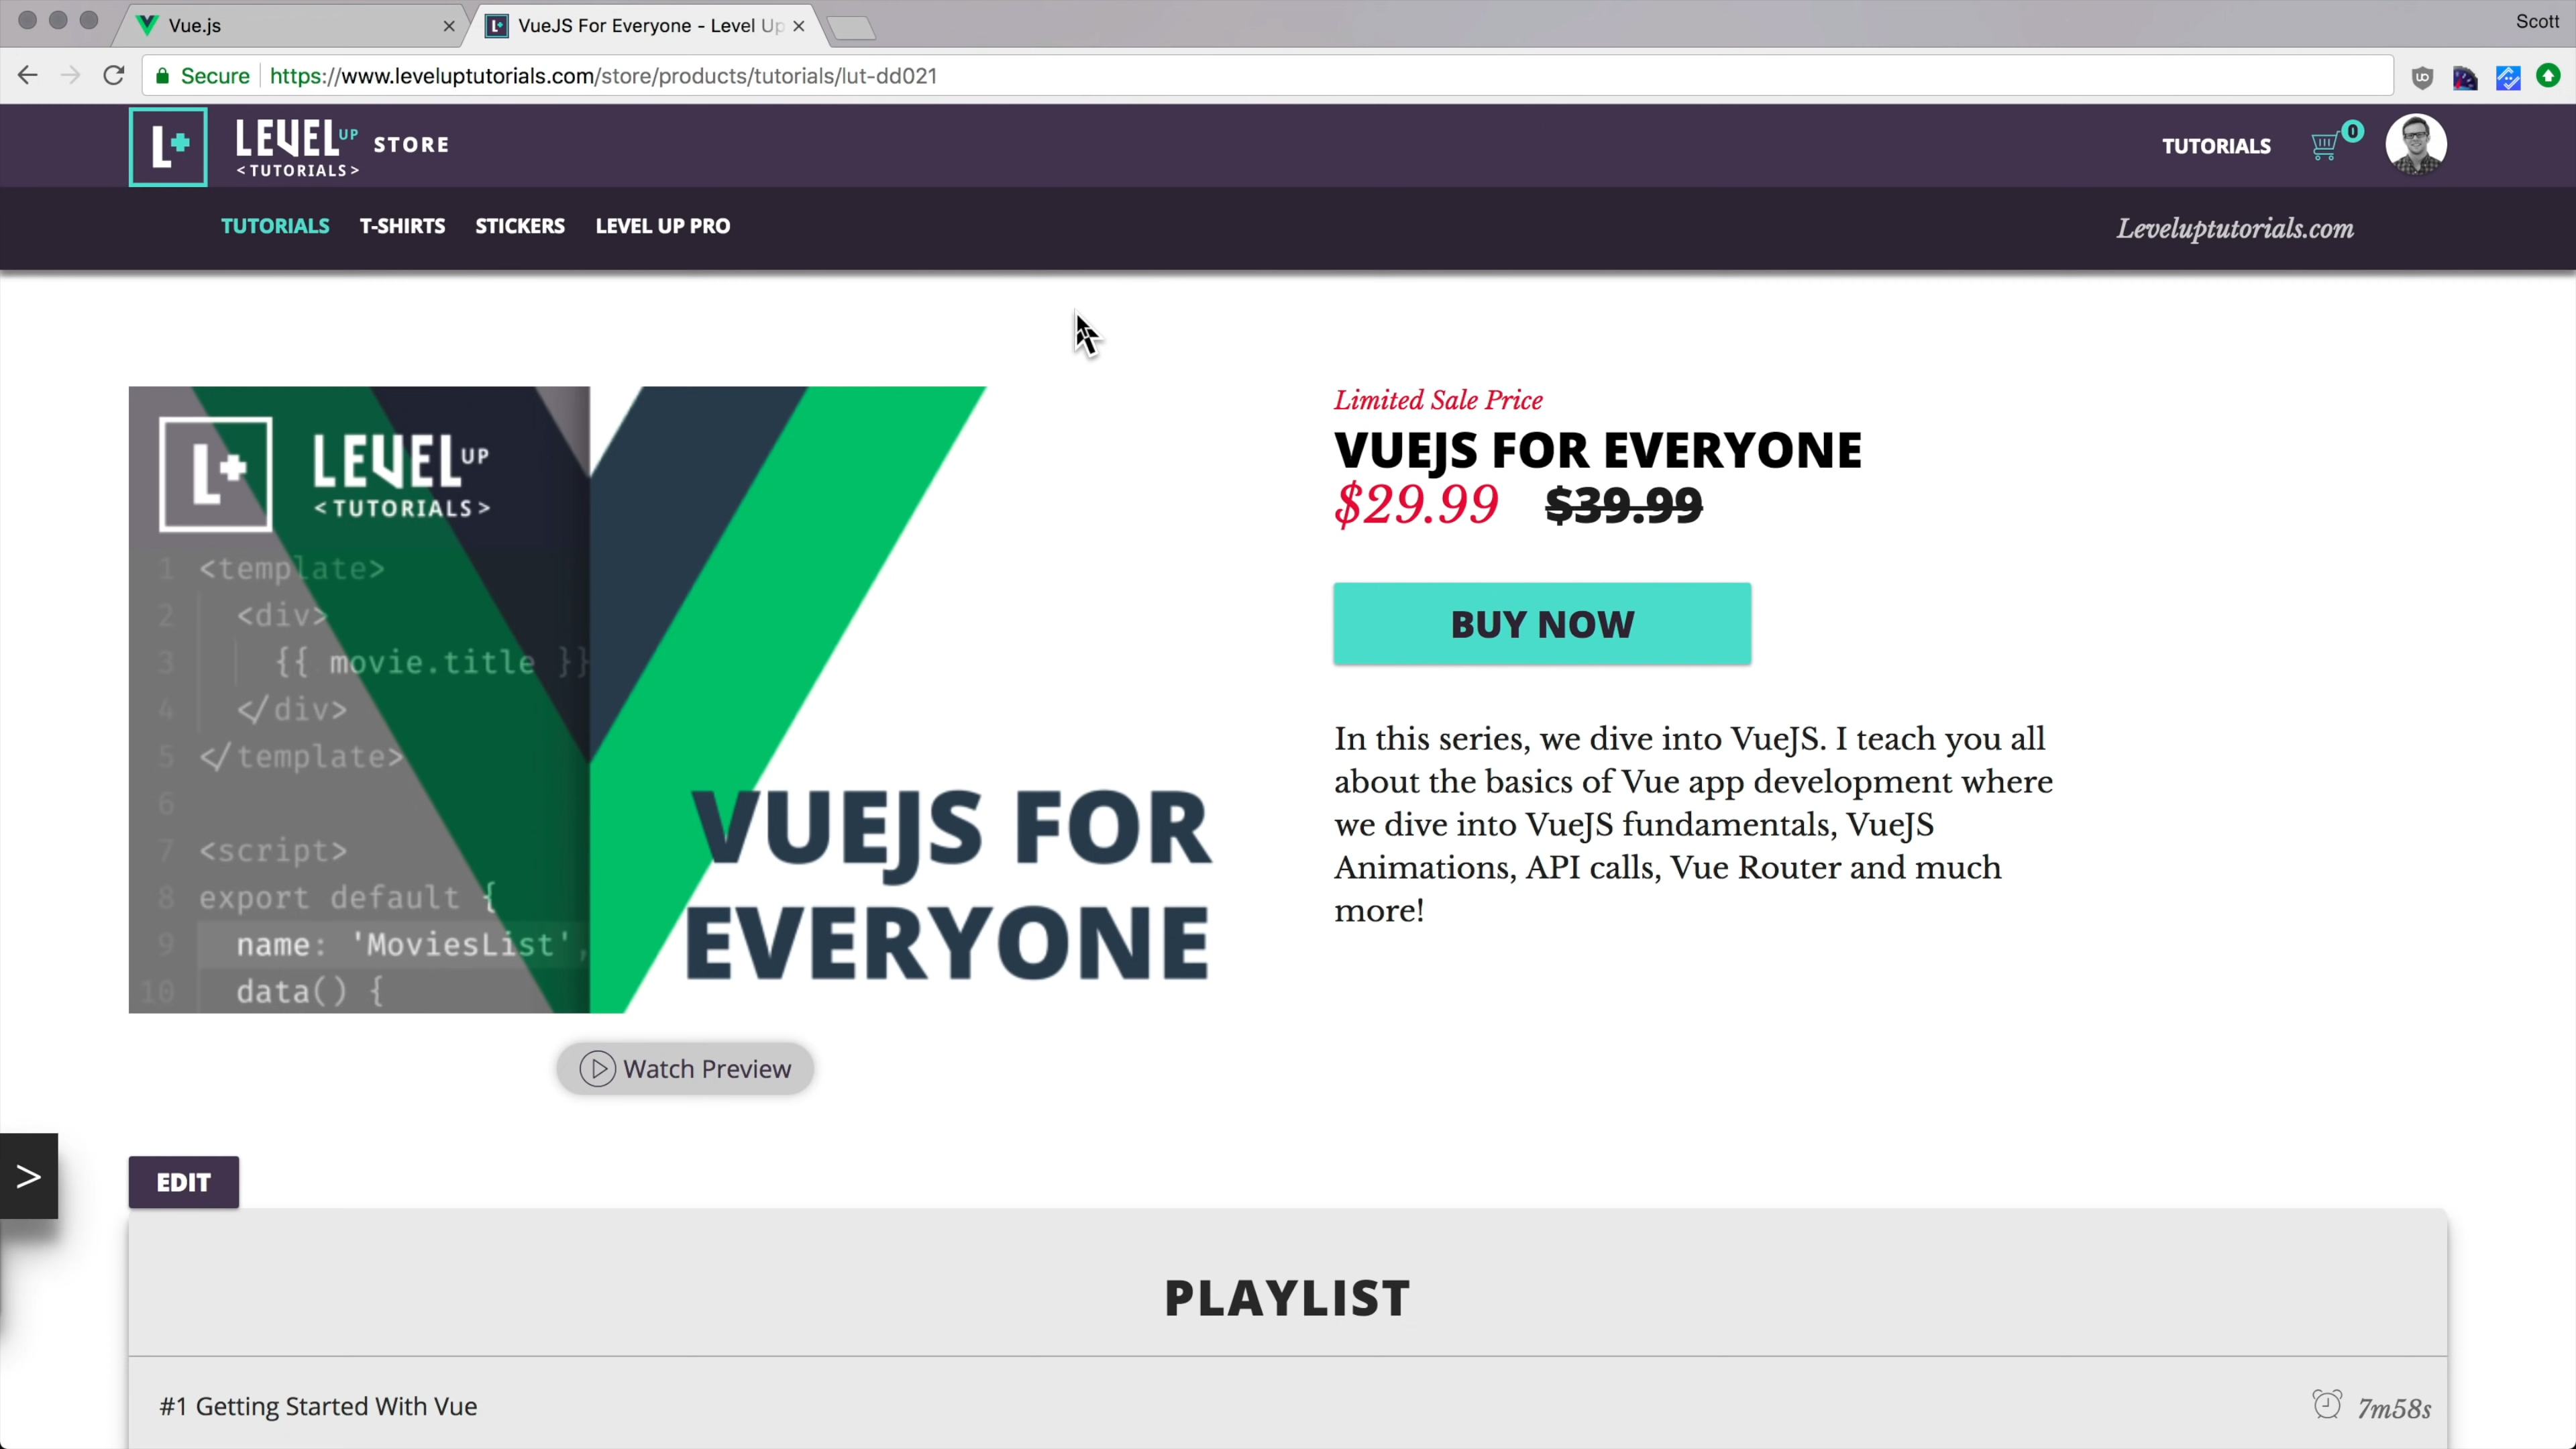 Vue.js
VueJS For Everyone - Level Up
Scott
Secure
https://www.leveluptutorials.com/store/products/tutorials/lut-dd021
L+
LEVEL UP
<TUTORIALS>
STORE
TUTORIALS
0
TUTORIALS
T-SHIRTS
STICKERS
LEVEL UP PRO
Leveluptutorials.com
L+
LEVEL UP
<TUTORIALS>
1 <template>
2 <div>
3 {{ movie.title }}
4 </div>
5 </template>
6
7 <script>
8 export default {
9 name: 'MoviesList',
10 data() {
VUEJS FOR
EVERYONE
Watch Preview
Limited Sale Price
VUEJS FOR EVERYONE
$29.99 $39.99
BUY NOW
In this series, we dive into VueJS. I teach you all
about the basics of Vue app development where
we dive into VueJS fundamentals, VueJS
Animations, API calls, Vue Router and much
more!
>
EDIT
PLAYLIST
#1 Getting Started With Vue
7m58s